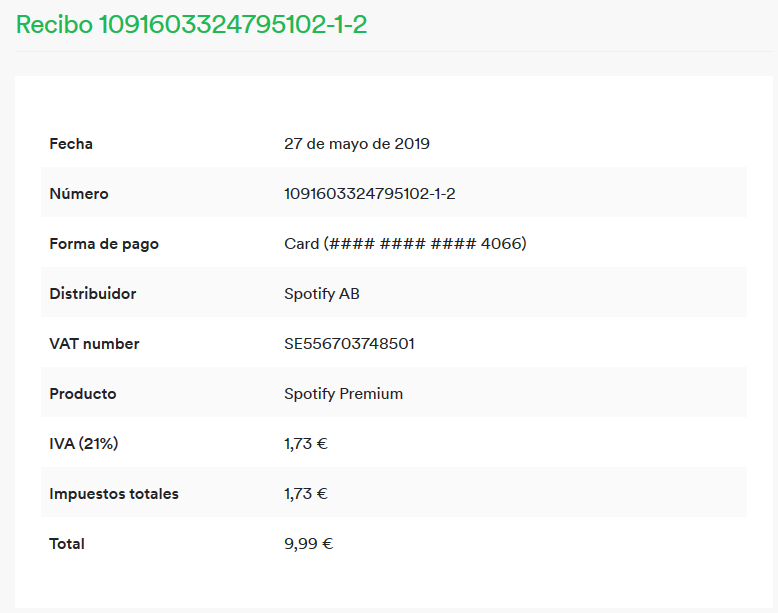 Recibo 1091603324795102-1-2
Fecha 27 de mayo de 2019
Número 1091603324795102-1-2
Forma de pago Card (#### #### #### 4066)
Distribuidor Spotify AB
VAT number SE556703748501
Producto Spotify Premium
IVA (21%) 1,73 €
Impuestos totales 1,73 €
Total 9,99 €